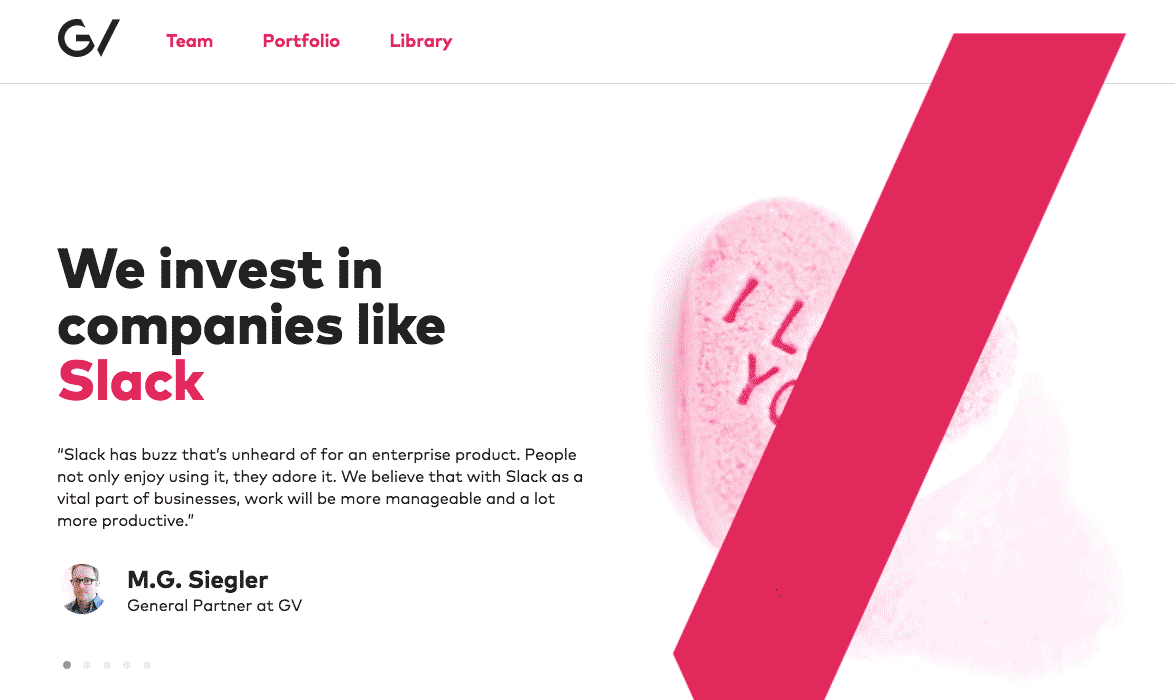 GV
Team Portfolio Library
We invest in
companies like
Slack
“Slack has buzz that’s unheard of for an enterprise product. People
not only enjoy using it, they adore it. We believe that with Slack as a
vital part of businesses, work will be more manageable and a lot
more productive.”
M.G. Siegler
General Partner at GV
I L
YO